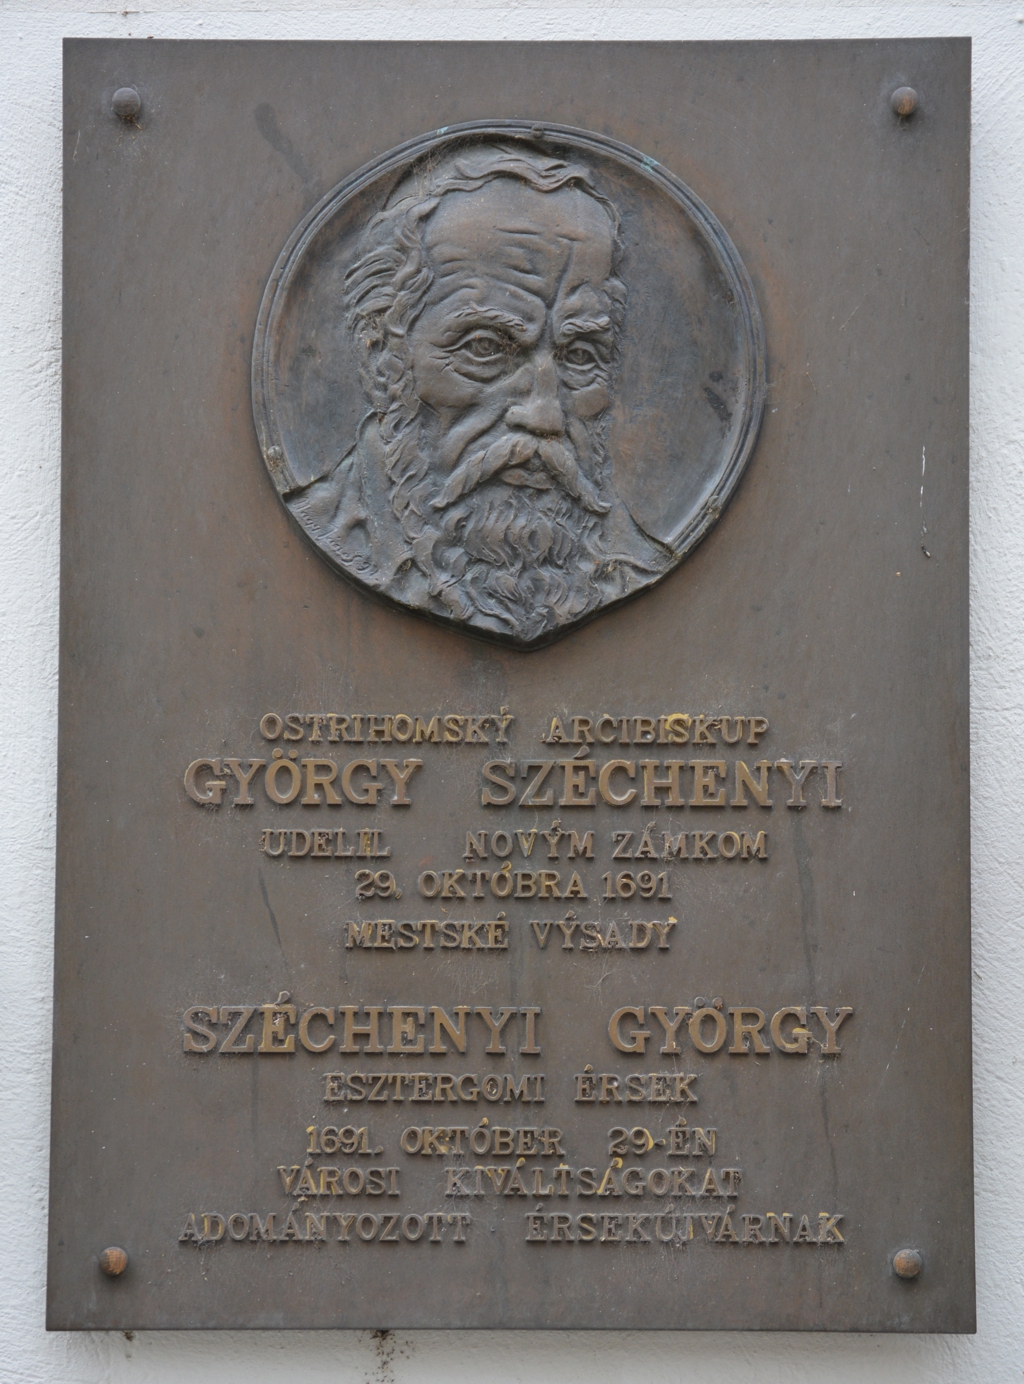 OSTRIHOMSKÝ ARCIBISKUP
GYÖRGY SZÉCHENYI
UDELIL NOVÝM ZÁMKOM
29. OKTÓBRA 1691
MESTSKÉ VÝSADY
SZÉCHENYI GYÖRGY
ESZTERGOMI ÉRSEK
1691. OKTÓBER 29-ÉN
VÁROSI KIVÁLTSÁGOKAT
ADOMÁNYOZOTT ÉRSEKÚJVÁRNAK